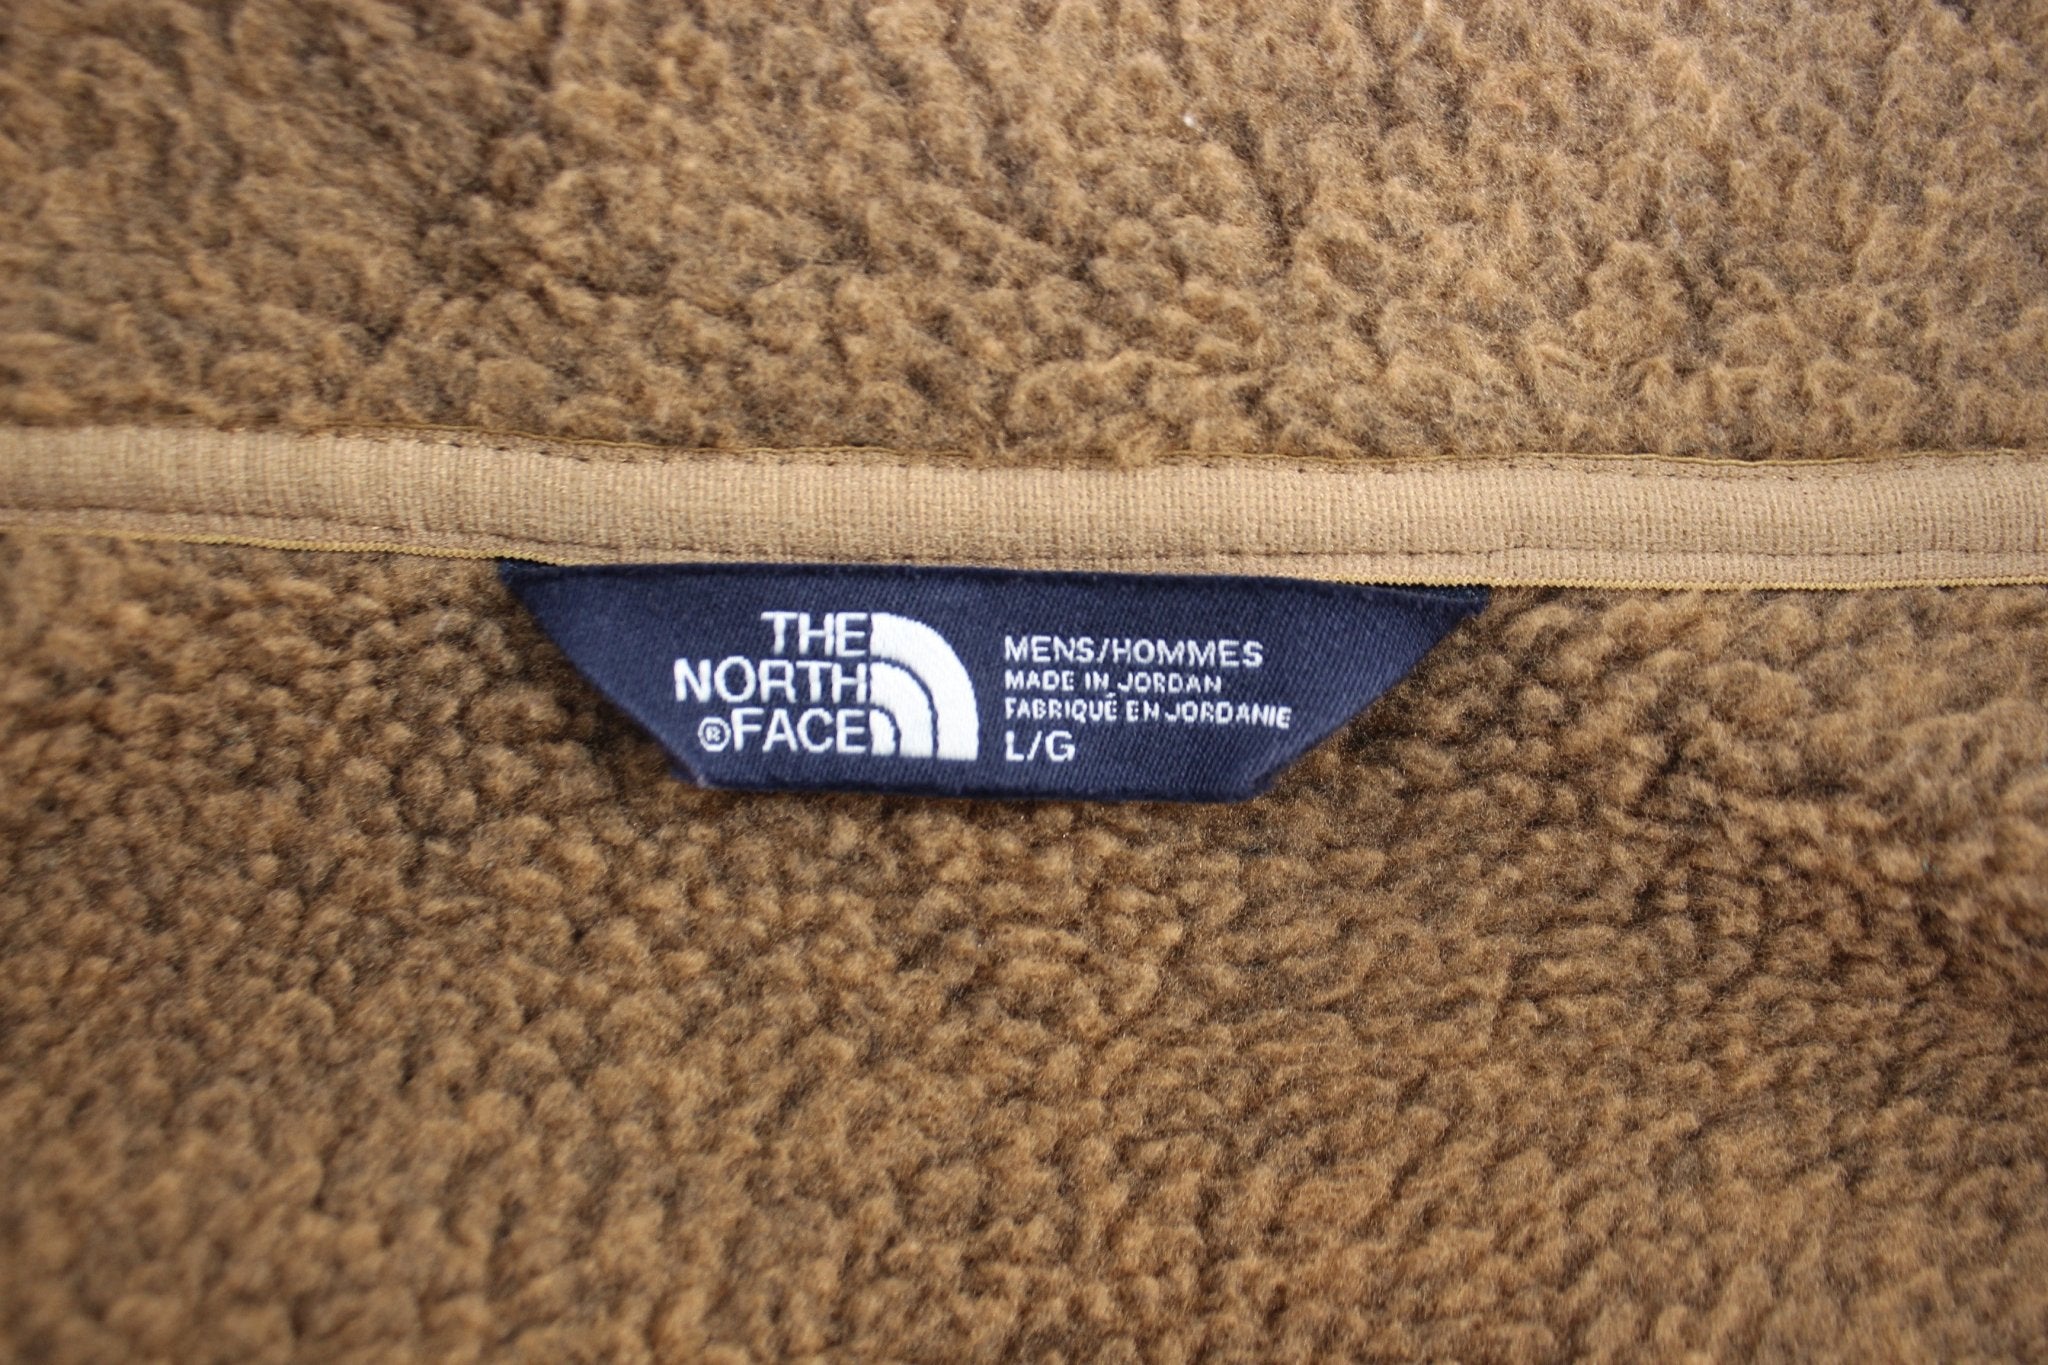 THE
NORTH
®FACE
MENS/HOMMES
MADE IN JORDAN
FABRIQUÉ EN JORDANIE
L/G